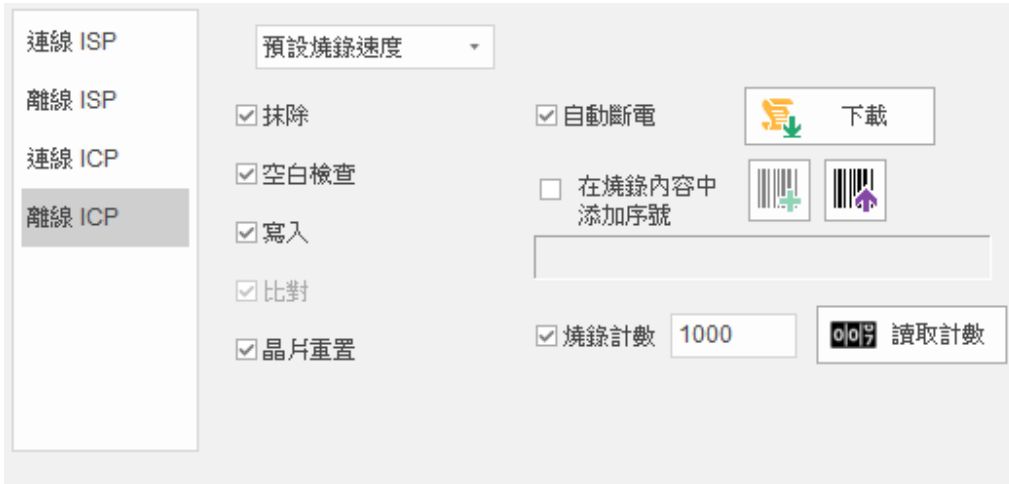 連線 ISP
離線 ISP
連線 ICP
離線 ICP
預設燒錄速度
抹除
空白檢查
寫入
比對
晶片重置
自動斷電
下載
在燒錄內容中
添加序號
燒錄計數
1000
007
讀取計數